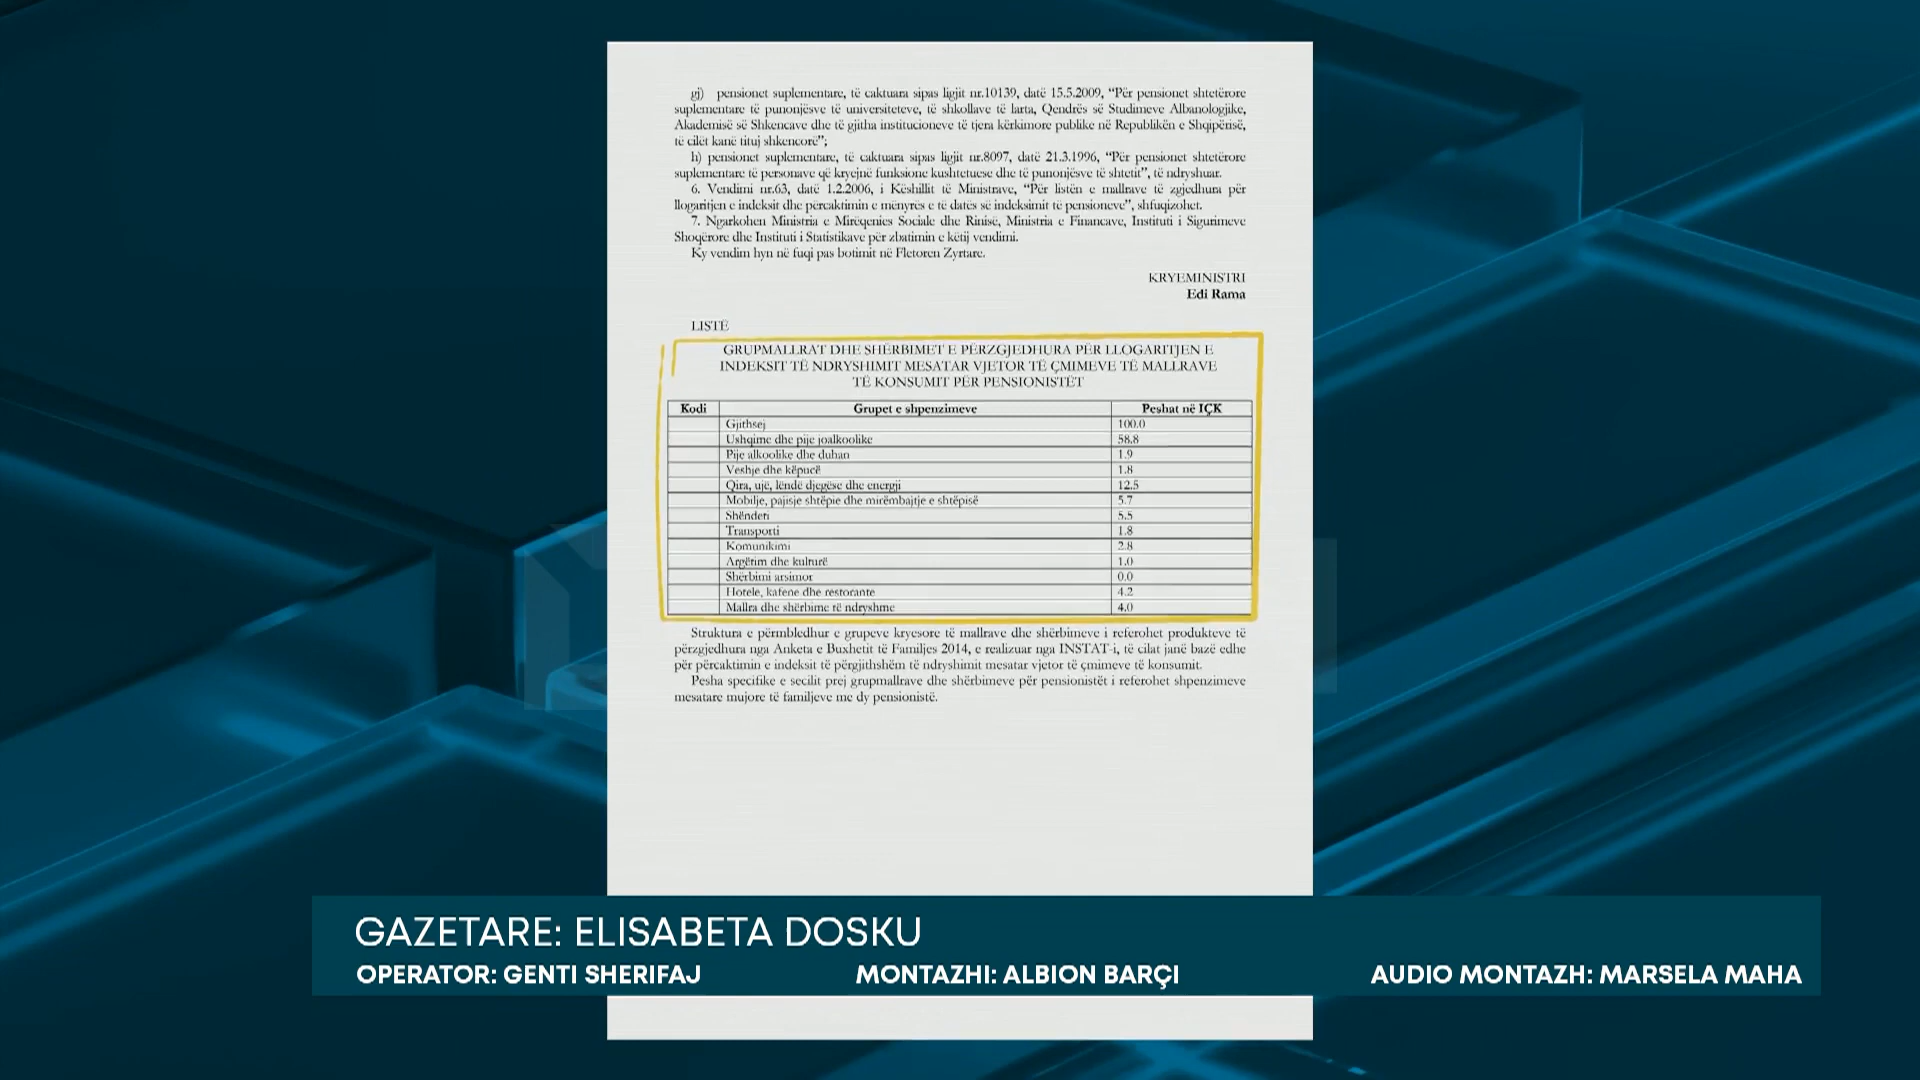 gj) pensionet suplementare, të caktuara sipas ligjit nr.10139, datë 15.5.2009, “Për pensionet shtetërore
suplementare të punonjësve të universiteteve, të shkollave të larta, Qendrës së Studimeve Albanologjike,
Akademisë së Shkencave dhe të gjitha institucioneve të tjera kërkimore publike në Republikën e Shqipërisë,
të cilët kanë tituj shkencorë”;
h) pensionet suplementare, të caktuara sipas ligjit nr.8097, datë 21.3.1996, “Për pensionet shtetërore
suplementare të personave që kryejnë funksione kushtetuese dhe të punonjësve të shtetit”, të ndryshuar.
6. Vendimi nr.63, datë 1.2.2006, i Këshillit të Ministrave, “Për listën e mallrave të zgjedhura për
llogaritjen e indeksit dhe përcaktimin e mënyrës e të datës së indeksimit të pensioneve”, shfuqizohet.
7. Ngarkohen Ministria e Mirëqenies Sociale dhe Rinisë, Ministria e Financave, Instituti i Sigurimeve
Shoqërore dhe Instituti i Statistikave për zbatimin e këtij vendimi.
Ky vendim hyn në fuqi pas botimit në Fletoren Zyrtare.
KRYEMINISTRI
Edi Rama
LISTË
GRUPMALLRAT DHE SHËRBIMET E PËRZGJEDHURA PËR LLOGARITJEN E
INDEKSIT TË NDRYSHIMIT MESATAR VJETOR TË ÇMIMEVE TË MALLRAVE
TË KONSUMIT PËR PENSIONISTËT
Kodi Grupet e shpenzimeve Peshat në IÇK
Gjithsej 100.0
Ushqime dhe pije joalkoolike 58.8
Pije alkoolike dhe duhan 1.9
Veshje dhe këpucë 1.8
Qira, ujë, lëndë djegëse dhe energji 12.5
Mobilje, pajisje shtëpie dhe mirëmbajtje e shtëpisë 5.7
Shëndeti 5.5
Transporti 1.8
Komunikimi 2.8
Argëtim dhe kulturë 1.0
Shërbimi arsimor 0.0
Hotele, kafene dhe restorante 4.2
Mallra dhe shërbime të ndryshme 4.0
Struktura e përmbledhur e grupeve kryesore të mallrave dhe shërbimeve i referohet produkteve të
përzgjedhura nga Anketa e Buxhetit të Familjes 2014, e realizuar nga INSTAT-i, të cilat janë bazë edhe
për përcaktimin e indeksit të përgjithshëm të ndryshimit mesatar vjetor të çmimeve të konsumit.
Pesha specifike e secilit prej grupmallrave dhe shërbimeve për pensionistët i referohet shpenzimeve
mesatare mujore të familjeve me dy pensionistë.
GAZETARE: ELISABETA DOSKU
OPERATOR: GENTI SHERIFAJ MONTAZHI: ALBION BARÇI AUDIO MONTAZH: MARSELA MAHA